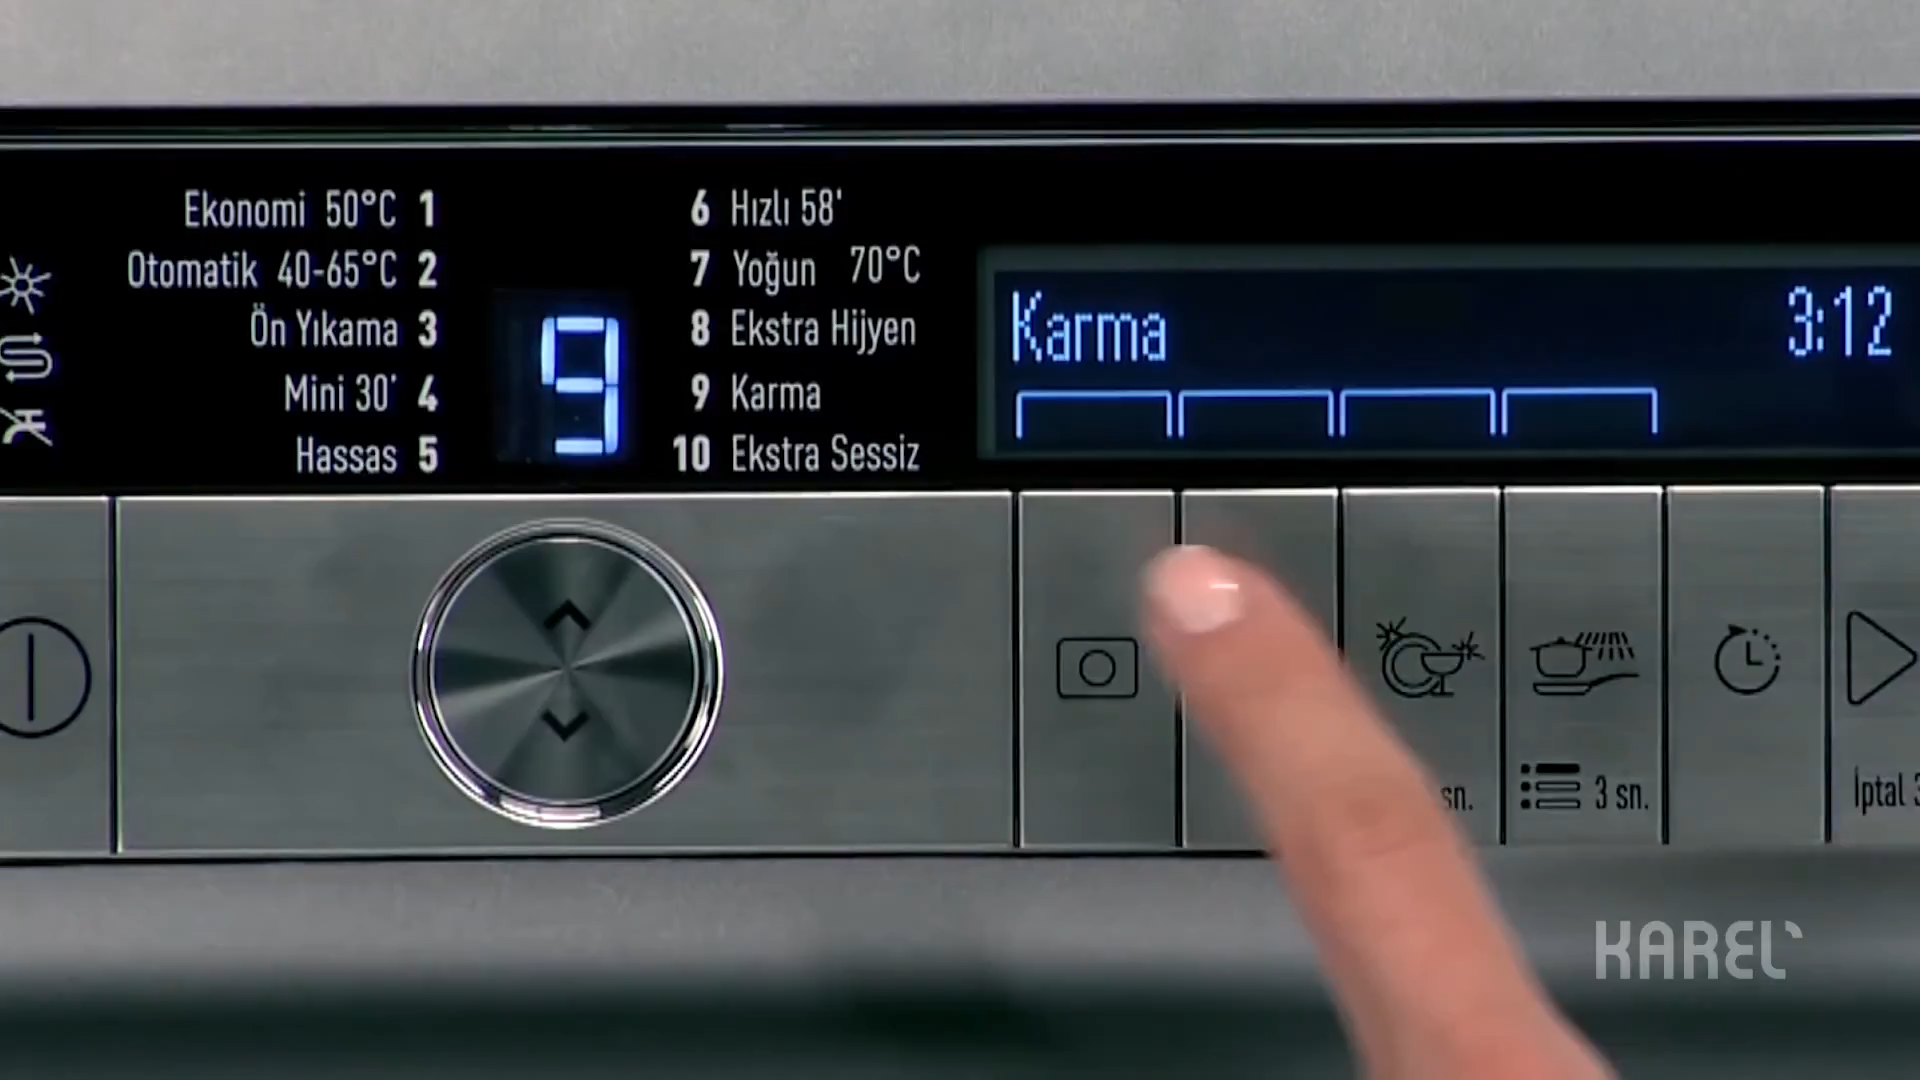 Ekonomi 50°C 1
Otomatik 40-65°C 2
Ön Yıkama 3
Mini 30' 4
Hassas 5
9
6 Hızlı 58'
7 Yoğun 70°C
8 Ekstra Hijyen
9 Karma
10 Ekstra Sessiz
Karma 3:12
sn.
3 sn.
İptal 3
KAREL